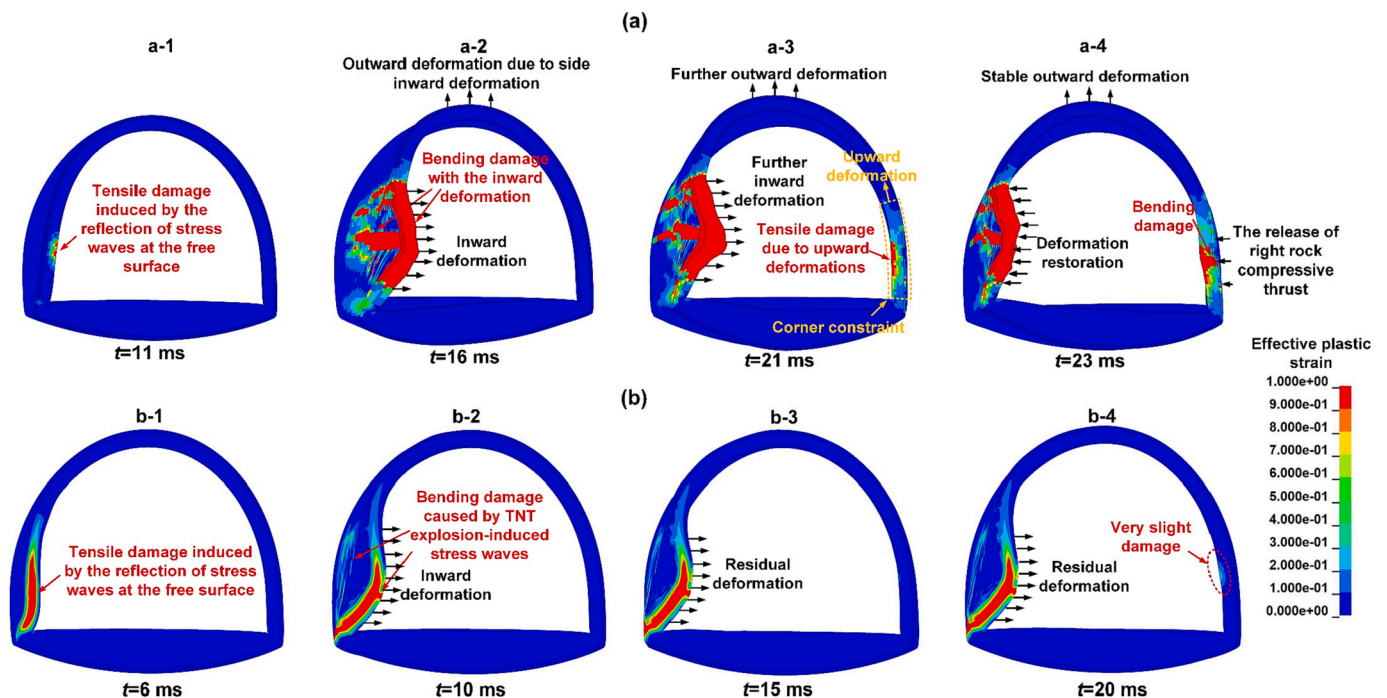 (a)
a-1
a-2
a-3
a-4
Outward deformation due to side
inward deformation
Further outward deformation
Stable outward deformation
Tensile damage
induced by the
reflection of stress
waves at the free
surface
Bending damage
with the inward
deformation
Inward
deformation
Further
inward
deformation
Upward
deformation
Tensile damage
due to upward
deformations
Corner constraint
Bending
damage
Deformation
restoration
The release of
right rock
compressive
thrust
t=11 ms
t=16 ms
t=21 ms
t=23 ms
Effective plastic
strain
1.000e+00
9.000e-01
8.000e-01
7.000e-01
6.000e-01
5.000e-01
4.000e-01
3.000e-01
2.000e-01
1.000e-01
0.000e+00
(b)
b-1
b-2
b-3
b-4
Tensile damage induced
by the reflection of stress
waves at the free surface
Bending damage
caused by TNT
explosion-induced
stress waves
Inward
deformation
Residual
deformation
Very slight
damage
Residual
deformation
t=6 ms
t=10 ms
t=15 ms
t=20 ms